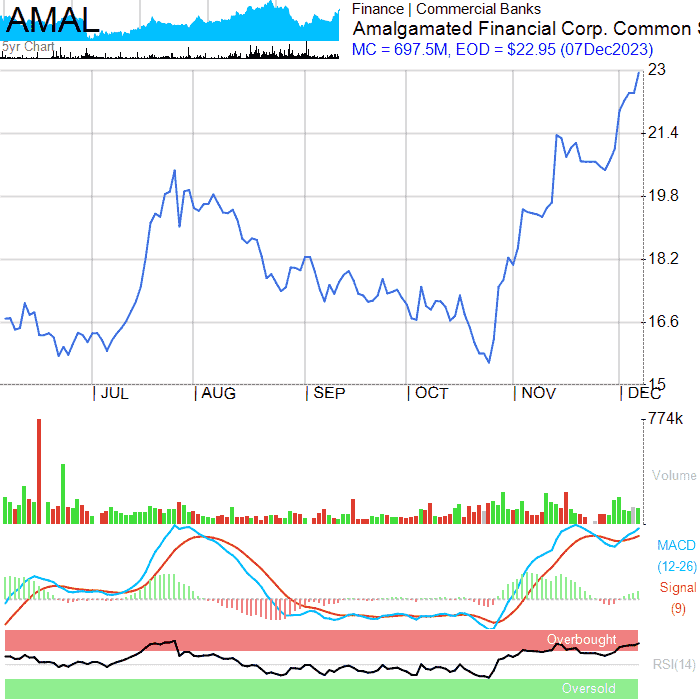 AMAL
5yr Chart
Finance | Commercial Banks
Amalgamated Financial Corp. Common S
MC = 697.5M, EOD = $22.95 (07Dec2023)
23
21.4
19.8
18.2
16.6
15
JUL
AUG
SEP
OCT
NOV
DEC
774k
Volume
MACD
(12-26)
Signal
(9)
Overbought
RSI(14)
Oversold